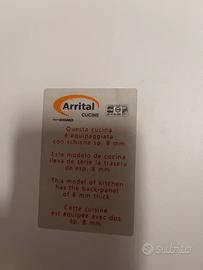 Arrital
CUCINE
Questa cucina
è equipaggiata
con schiene sp. 8 mm
Este modelo de cocina
lleva de serie la trasera
de esp. 8 mm
This model of kitchen
has the back-panel
of 8 mm thick
Cette cuisine
est équipée avec dos
ép. 8 mm
subito